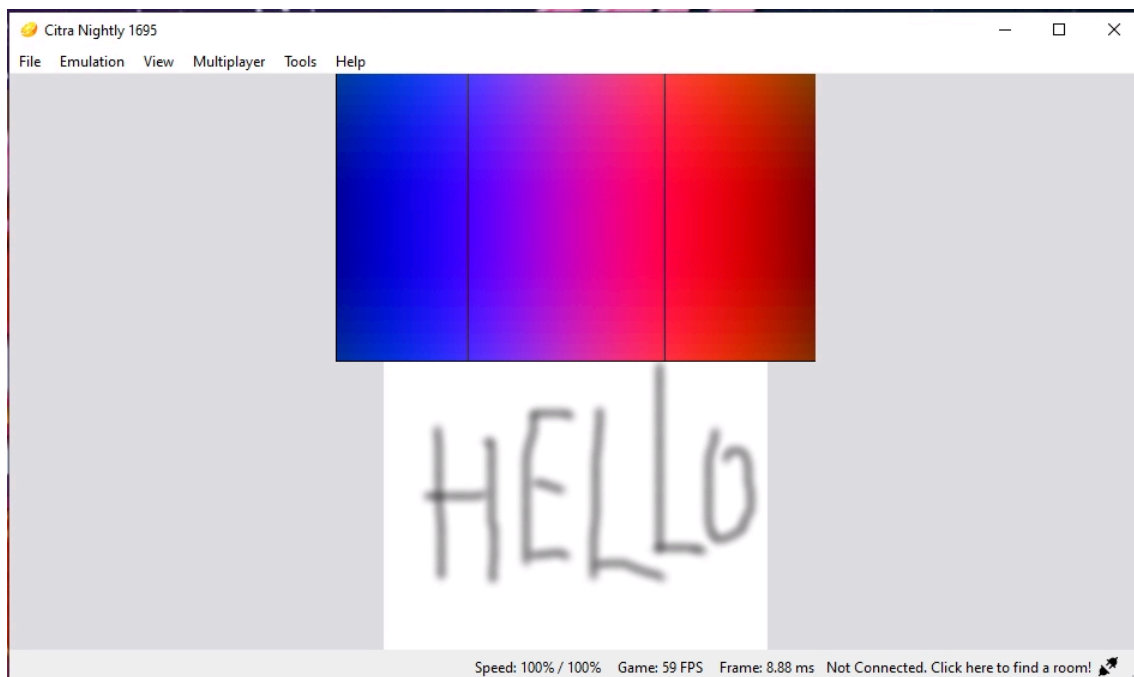 Citra Nightly 1695
File Emulation View Multiplayer Tools Help
HELLO
Speed: 100% / 100% Game: 59 FPS Frame: 8.88 ms Not Connected. Click here to find a room!